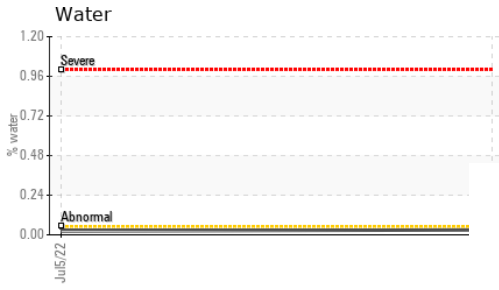 Water
1.20
Severe
0.96
0.72
% water
0.48
0.24
Abnormal
0.00
Jul5/22